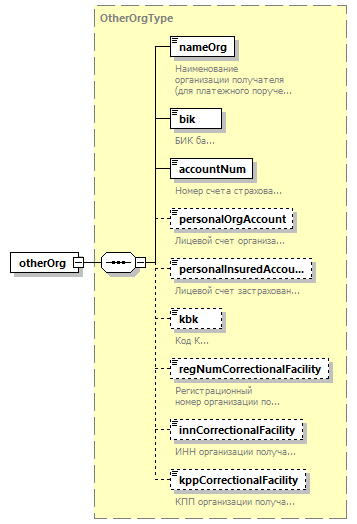 OtherOrgType
nameOrg
Наименование
организации получателя
(для платежного поруче...
bik
БИК ба...
accountNum
Номер счета страхова...
personalOrgAccount
Лицевой счет организа...
otherOrg
personalInsuredAccou...
Лицевой счет застрахован...
kbk
Код К...
regNumCorrectionalFacility
Регистрационный
номер организации по...
innCorrectionalFacility
ИНН организации получа...
kppCorrectionalFacility
КПП организации получа...